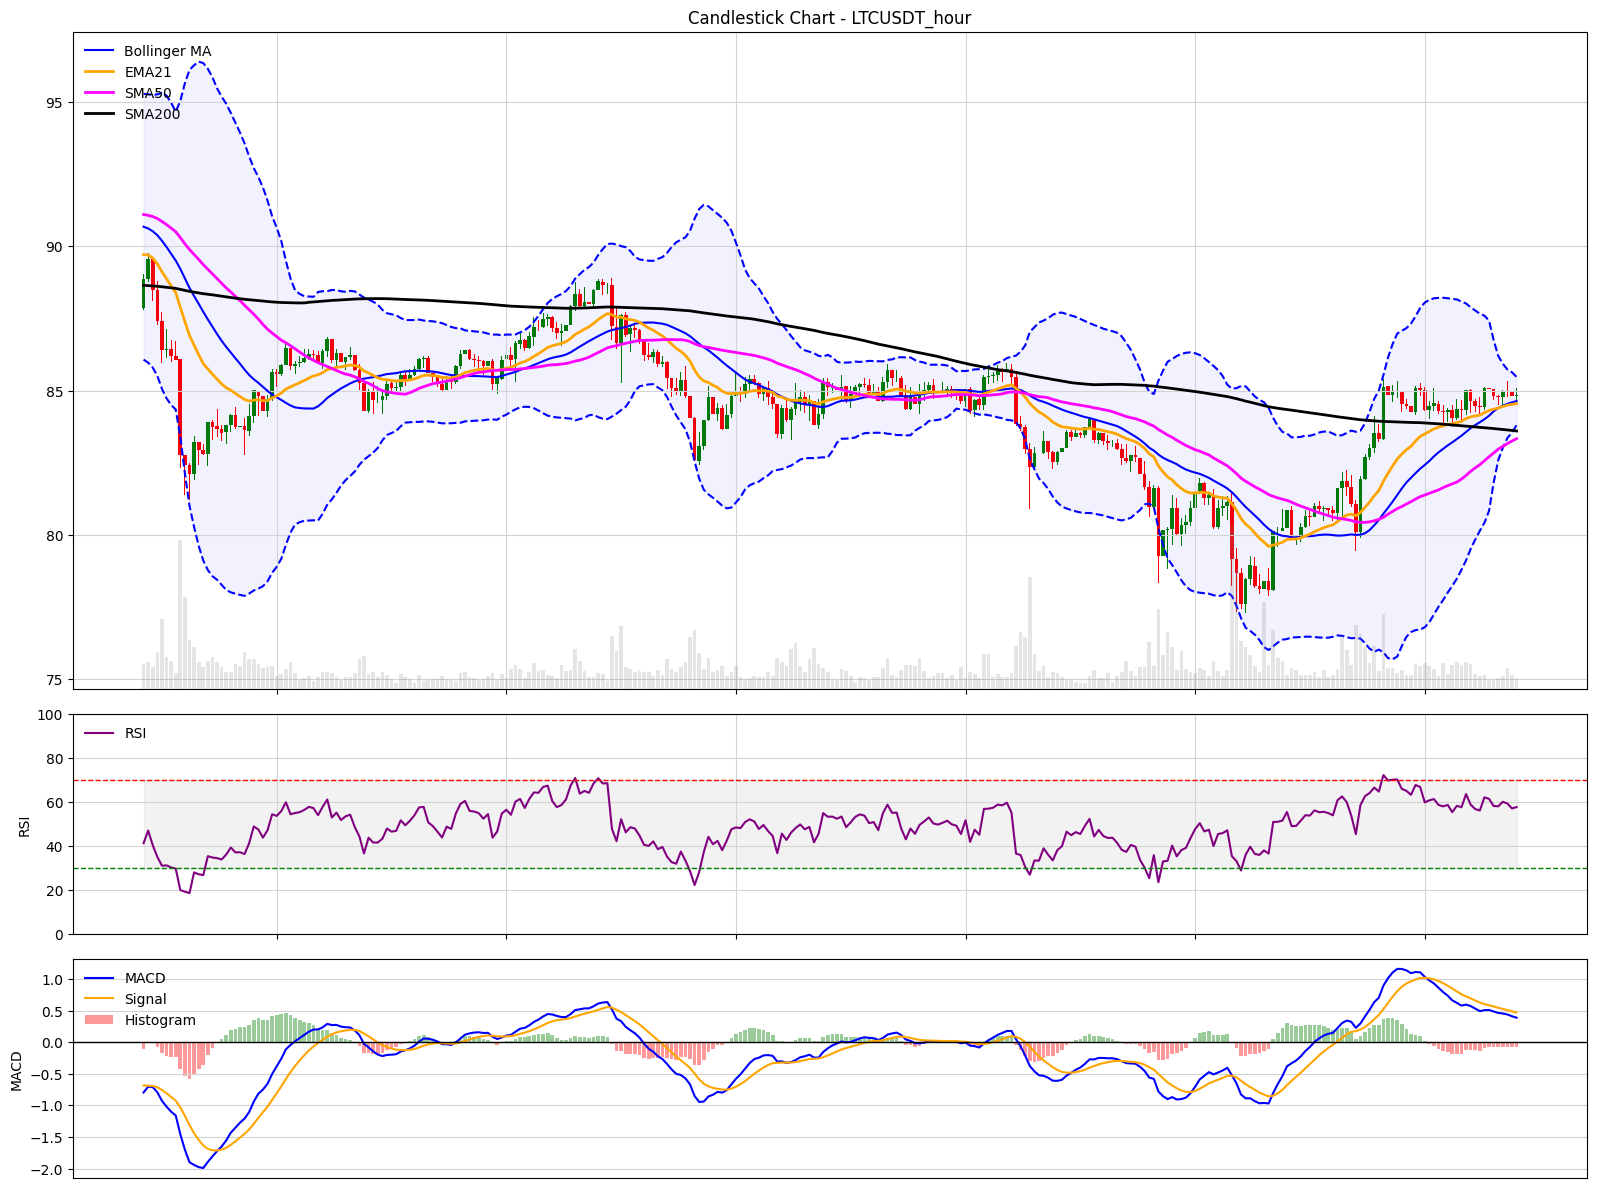 Candlestick Chart - LTCUSDT_hour
Bollinger MA
EMA21
SMA50
SMA200
95
90
85
80
75
RSI
100
80
60
40
20
0
RSI
MACD
Signal
Histogram
1.0
0.5
0.0
−0.5
−1.0
−1.5
−2.0
MACD